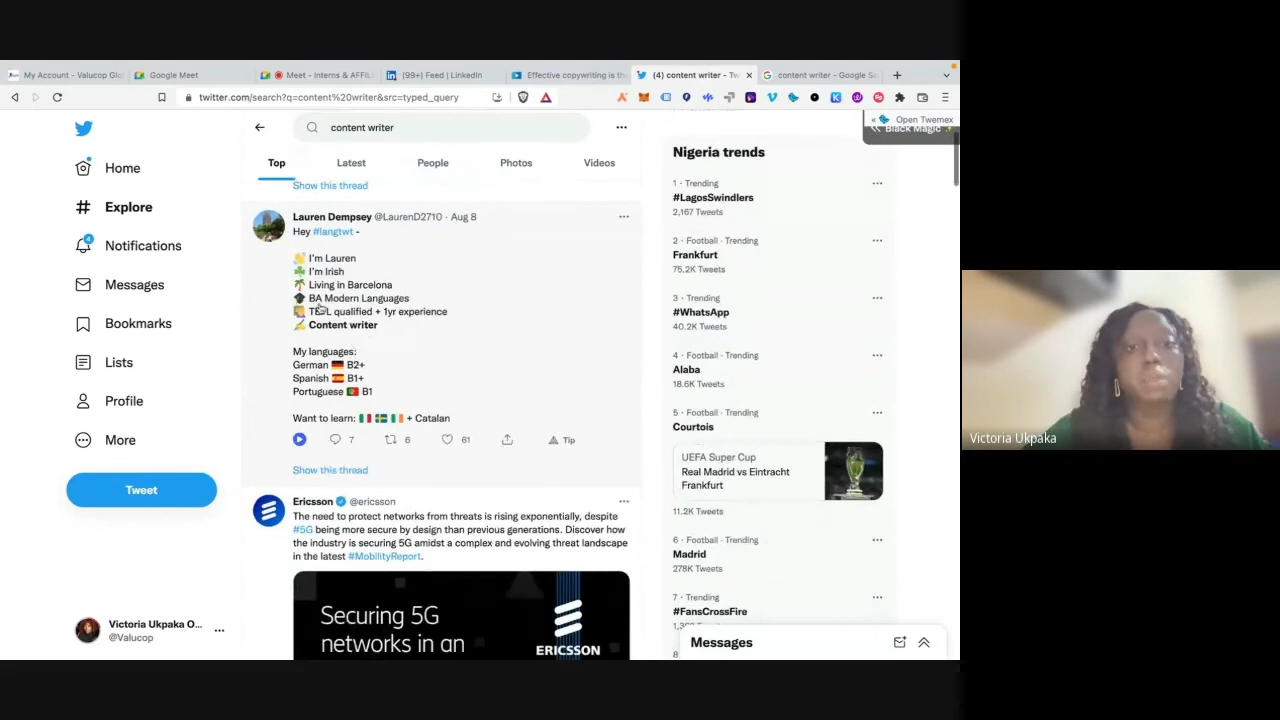 My Account - Valucop Glo
Google Meet
Meet - Interns & AFFIL
(99+) Feed | LinkedIn
Effective copywriting is the
(4) content writer - Tw
content writer - Google Se
twitter.com/search?q=content%20writer&src=typed_query
content writer
Open Twemex
Black Magic
Top
Latest
People
Photos
Videos
Home
Explore
Notifications
4
Messages
Bookmarks
Lists
Profile
More
Tweet
Victoria Ukpaka O...
@Valucop
Show this thread
Lauren Dempsey @LaurenD2710 · Aug 8
Hey #langtwt -
I'm Lauren
I'm Irish
Living in Barcelona
BA Modern Languages
qualified + 1yr experience
Content writer
My languages:
German B2+
Spanish B1+
Portuguese B1
Want to learn: + Catalan
7
6
61
Tip
Show this thread
Ericsson @ericsson
The need to protect networks from threats is rising exponentially, despite
#5G being more secure by design than previous generations. Discover how
the industry is securing 5G amidst a complex and evolving threat landscape
in the latest #MobilityReport.
Securing 5G
networks in an
ERICSSON
Nigeria trends
1 · Trending
#LagosSwindlers
2,167 Tweets
2 · Football · Trending
Frankfurt
75.2K Tweets
3 · Trending
#WhatsApp
40.2K Tweets
4 · Football · Trending
Alaba
18.6K Tweets
5 · Football · Trending
Courtois
UEFA Super Cup
Real Madrid vs Eintracht
Frankfurt
11.2K Tweets
6 · Football · Trending
Madrid
278K Tweets
7 · Trending
#FansCrossFire
Messages
8
Victoria Ukpaka